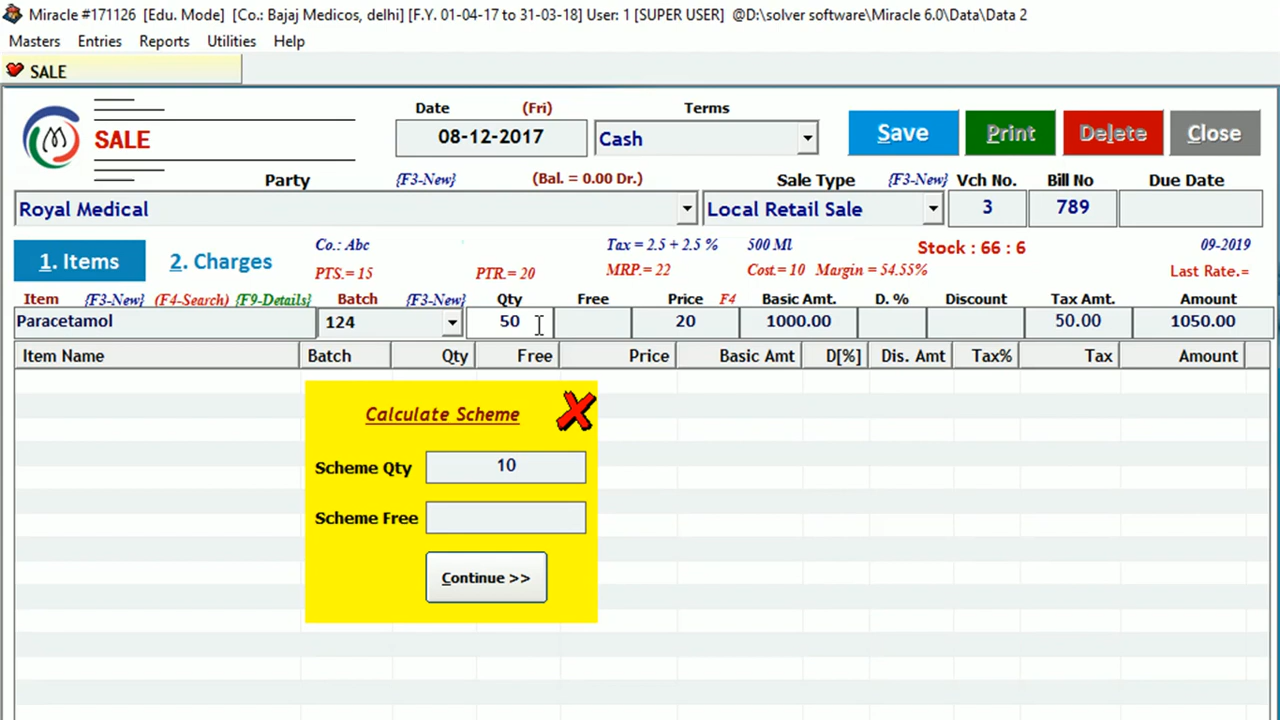 Miracle #171126 [Edu. Mode] [Co.: Bajaj Medicos, delhi] [F.Y. 01-04-17 to 31-03-18] User: 1 [SUPER USER] @D:\solver software\Miracle 6.0\Data\Data 2
Masters Entries Reports Utilities Help
SALE
Date (Fri) Terms
SALE 08-12-2017 Cash Save Print Delete Close
Party {F3-New} (Bal. = 0.00 Dr.) Sale Type {F3-New} Vch No. Bill No Due Date
Royal Medical Local Retail Sale 3 789
1. Items 2. Charges Co.: Abc Tax = 2.5 + 2.5 % 500 Ml Stock : 66 : 6 09-2019
PTS.= 15 PTR.= 20 MRP.= 22 Cost.= 10 Margin = 54.55% Last Rate.=
Item {F3-New} (F4-Search) {F9-Details} Batch {F3-New} Qty Free Price F4 Basic Amt. D. % Discount Tax Amt. Amount
Paracetamol 124 50 20 1000.00 50.00 1050.00
Item Name Batch Qty Free Price Basic Amt D[%] Dis. Amt Tax% Tax Amount
Calculate Scheme
Scheme Qty 10
Scheme Free
Continue >>